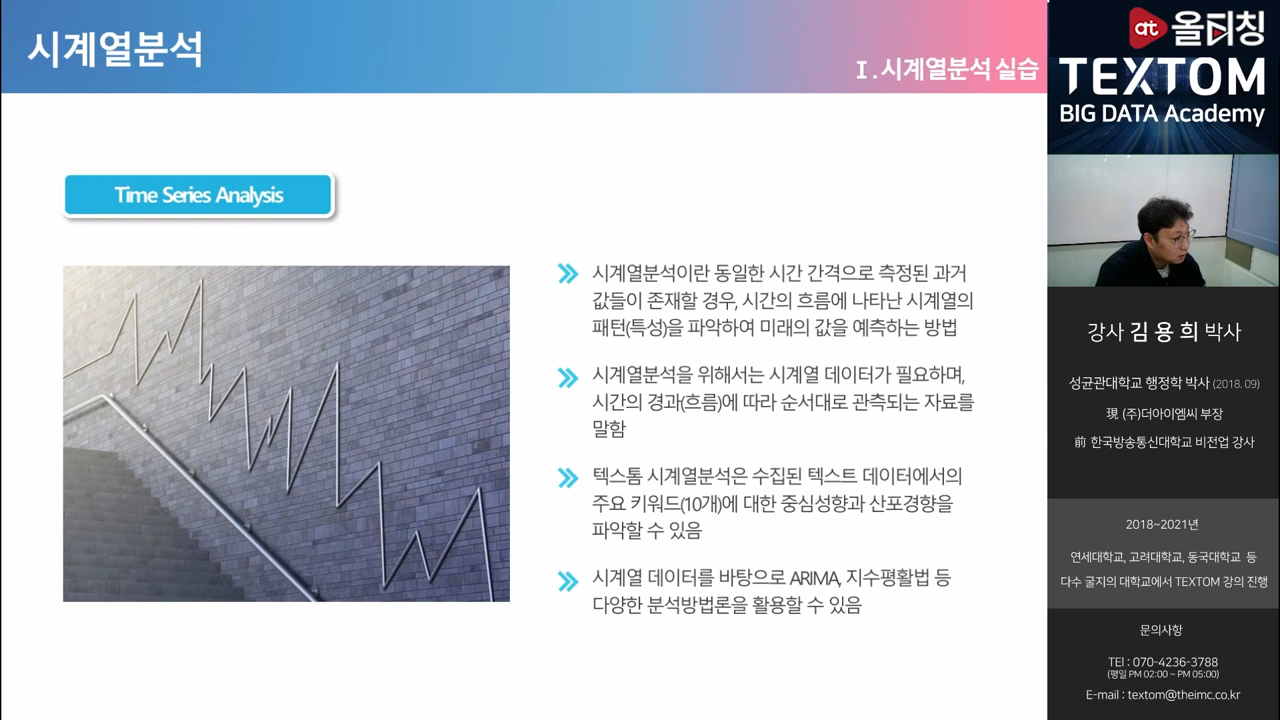 시계열분석
Ⅰ. 시계열분석 실습
Time Series Analysis
시계열분석이란 동일한 시간 간격으로 측정된 과거
값들이 존재할 경우, 시간의 흐름에 나타난 시계열의
패턴(특성)을 파악하여 미래의 값을 예측하는 방법
시계열분석을 위해서는 시계열 데이터가 필요하며,
시간의 경과(흐름)에 따라 순서대로 관측되는 자료를
말함
텍스톰 시계열분석은 수집된 텍스트 데이터에서의
주요 키워드(10개)에 대한 중심성향과 산포경향을
파악할 수 있음
시계열 데이터를 바탕으로 ARIMA, 지수평활법 등
다양한 분석방법론을 활용할 수 있음
at 올티칭
TEXTOM
BIG DATA Academy
강사 김 용 희 박사
성균관대학교 행정학 박사 (2018. 09)
現 (주)더아이엠씨 부장
前 한국방송통신대학교 비전업 강사
2018~2021년
연세대학교, 고려대학교, 동국대학교 등
다수 굴지의 대학교에서 TEXTOM 강의 진행
문의사항
TEl : 070-4236-3788
(평일 PM 02:00 ~ PM 05:00)
E-mail : textom@theimc.co.kr